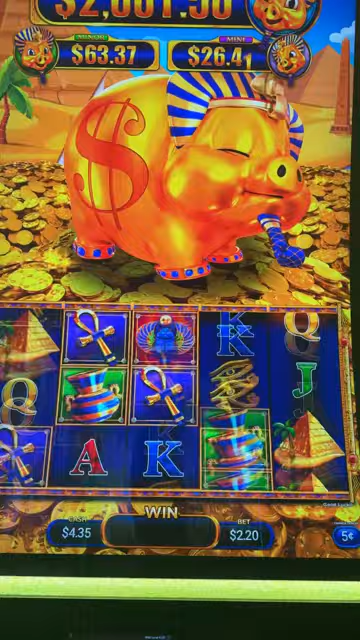 $2,001.50
MINOR
MINI
$63.37
$26.41
$
K
Q
K
Q
J
A
K
WIN
CASH
BET
$4.35
$2.20
5¢